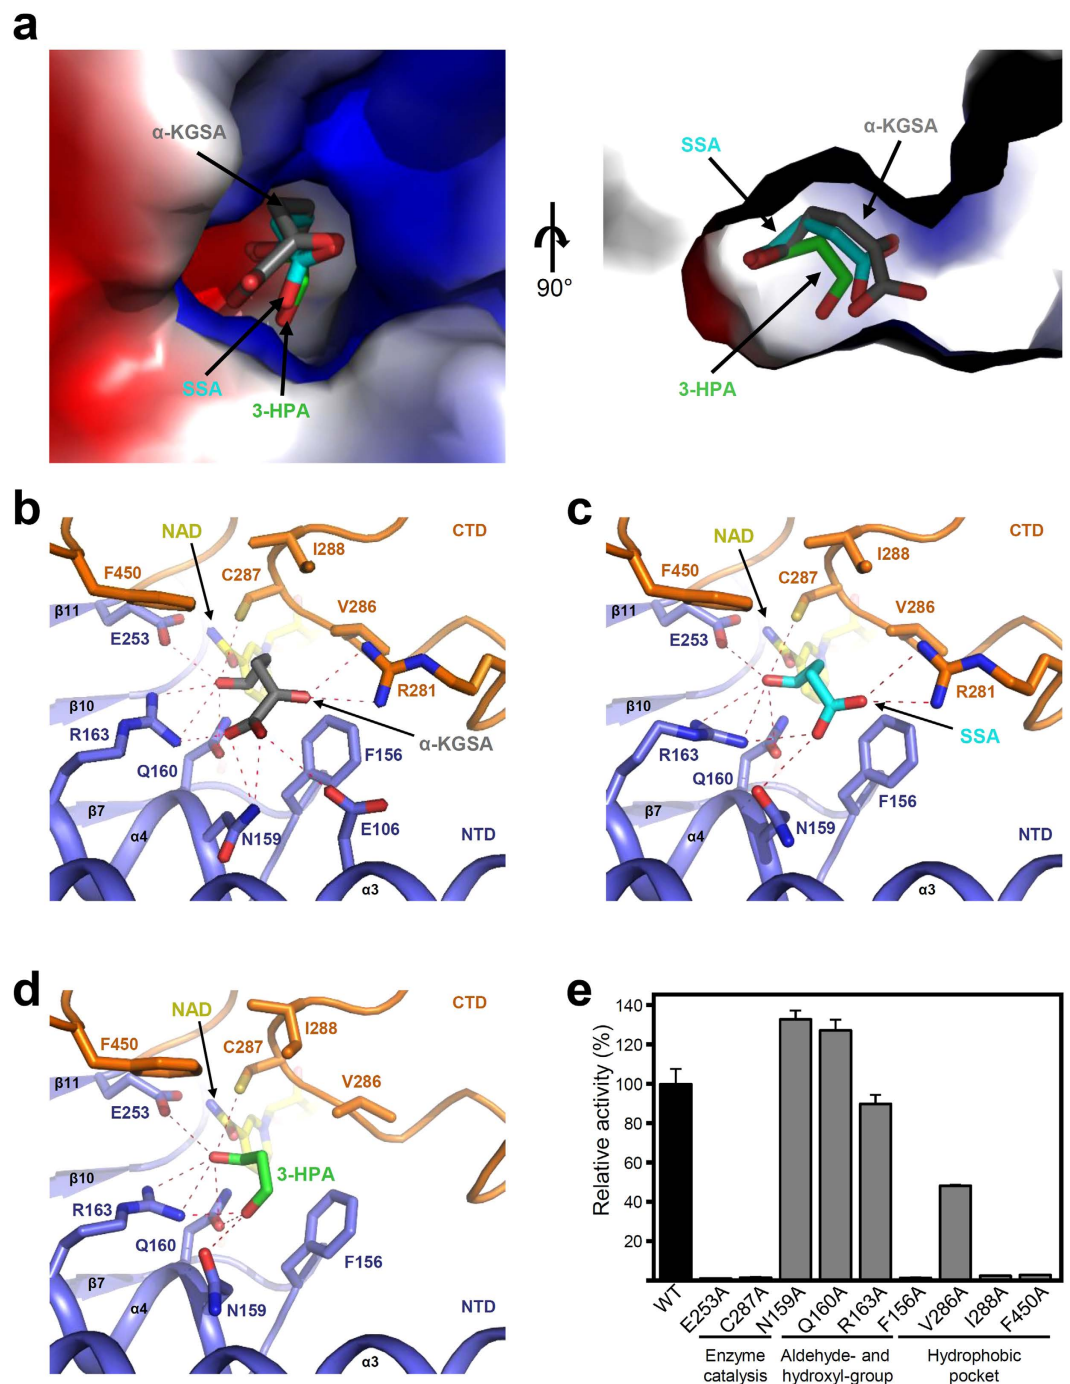 a
α-KGSA
SSA
3-HPA
90°
SSA
α-KGSA
3-HPA
b
NAD
CTD
I288
F450
C287
β11
V286
E253
β10
R281
R163
α-KGSA
F156
Q160
β7
α4
N159
E106
NTD
α3
c
NAD
CTD
I288
F450
C287
β11
V286
E253
β10
R281
R163
SSA
Q160
F156
β7
α4
N159
NTD
α3
d
NAD
CTD
I288
F450
C287
β11
V286
E253
β10
3-HPA
R163
Q160
F156
β7
α4
N159
NTD
α3
e
Relative activity (%)
140
120
100
80
60
40
20
WT
E253A
C287A
N159A
Q160A
R163A
F156A
V286A
I288A
F450A
Enzyme
catalysis
Aldehyde- and
hydroxyl-group
Hydrophobic
pocket